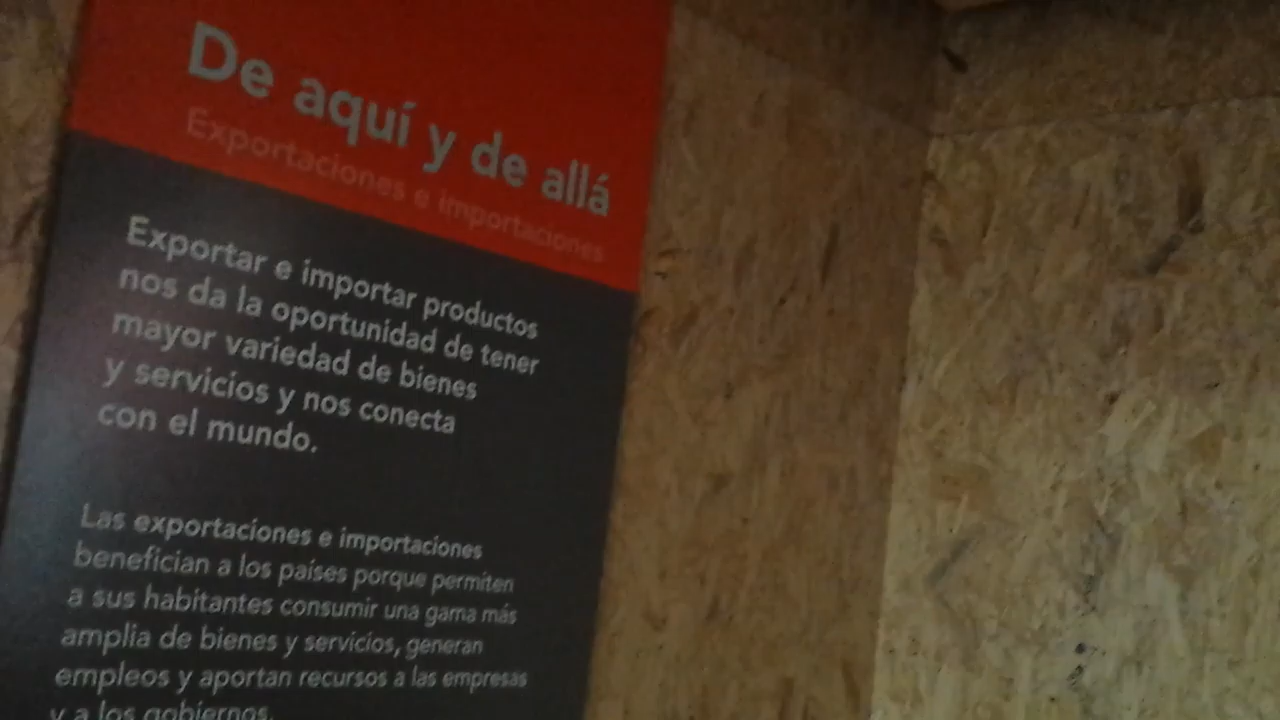 De aquí y de allá
Exportaciones e importaciones
Exportar e importar productos
nos da la oportunidad de tener
mayor variedad de bienes
y servicios y nos conecta
con el mundo.
Las exportaciones e importaciones
benefician a los países porque permiten
a sus habitantes consumir una gama más
amplia de bienes y servicios, generan
empleos y aportan recursos a las empresas
y a los gobiernos.